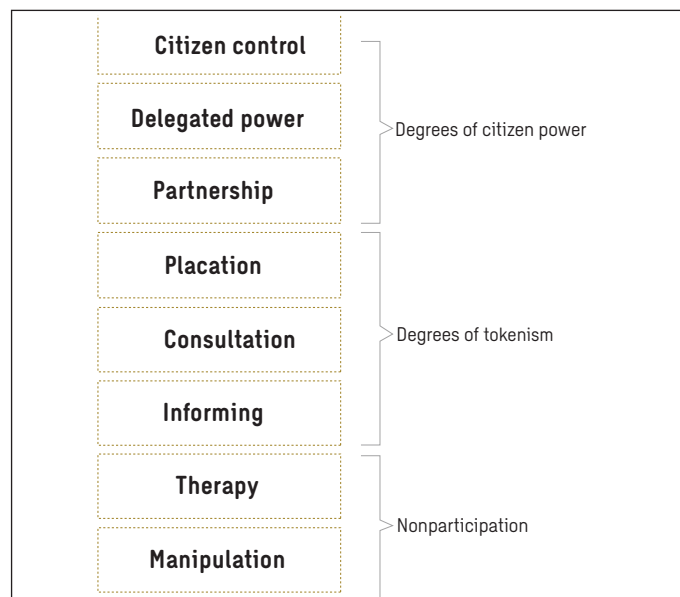 Citizen control
Delegated power
Degrees of citizen power
Partnership
Placation
Consultation
Degrees of tokenism
Informing
Therapy
Nonparticipation
Manipulation